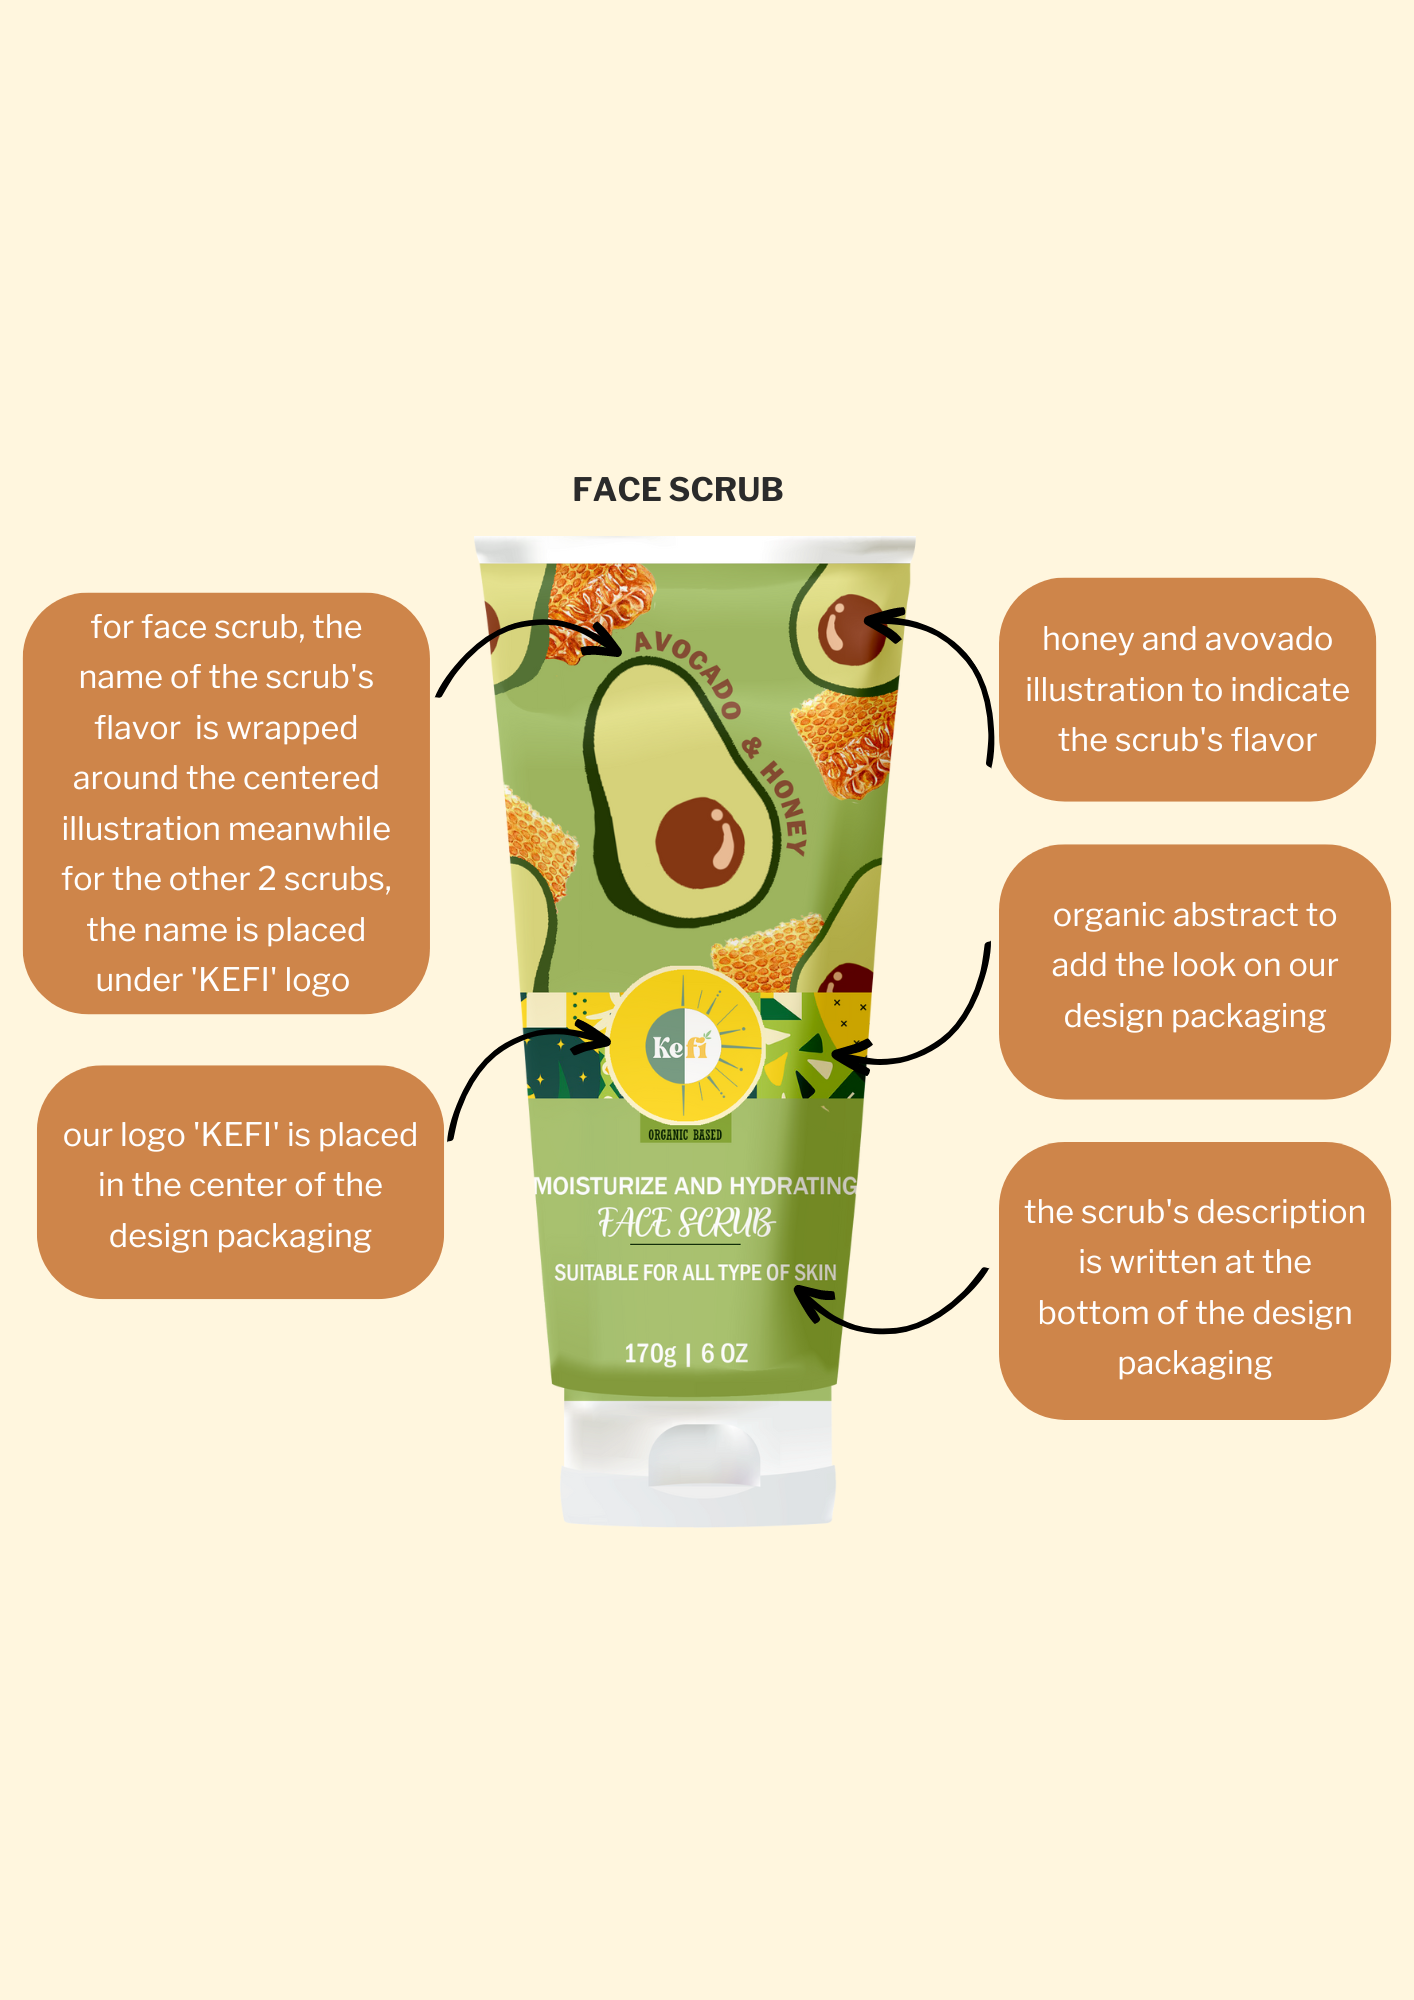 FACE SCRUB
for face scrub, the
name of the scrub's
flavor is wrapped
around the centered
illustration meanwhile
for the other 2 scrubs,
the name is placed
under 'KEFI' logo
our logo 'KEFI' is placed
in the center of the
design packaging
AVOCADO & HONEY
Kefi
ORGANIC BASED
MOISTURIZE AND HYDRATING
FACE SCRUB
SUITABLE FOR ALL TYPE OF SKIN
170g | 6 OZ
honey and avovado
illustration to indicate
the scrub's flavor
organic abstract to
add the look on our
design packaging
the scrub's description
is written at the
bottom of the design
packaging